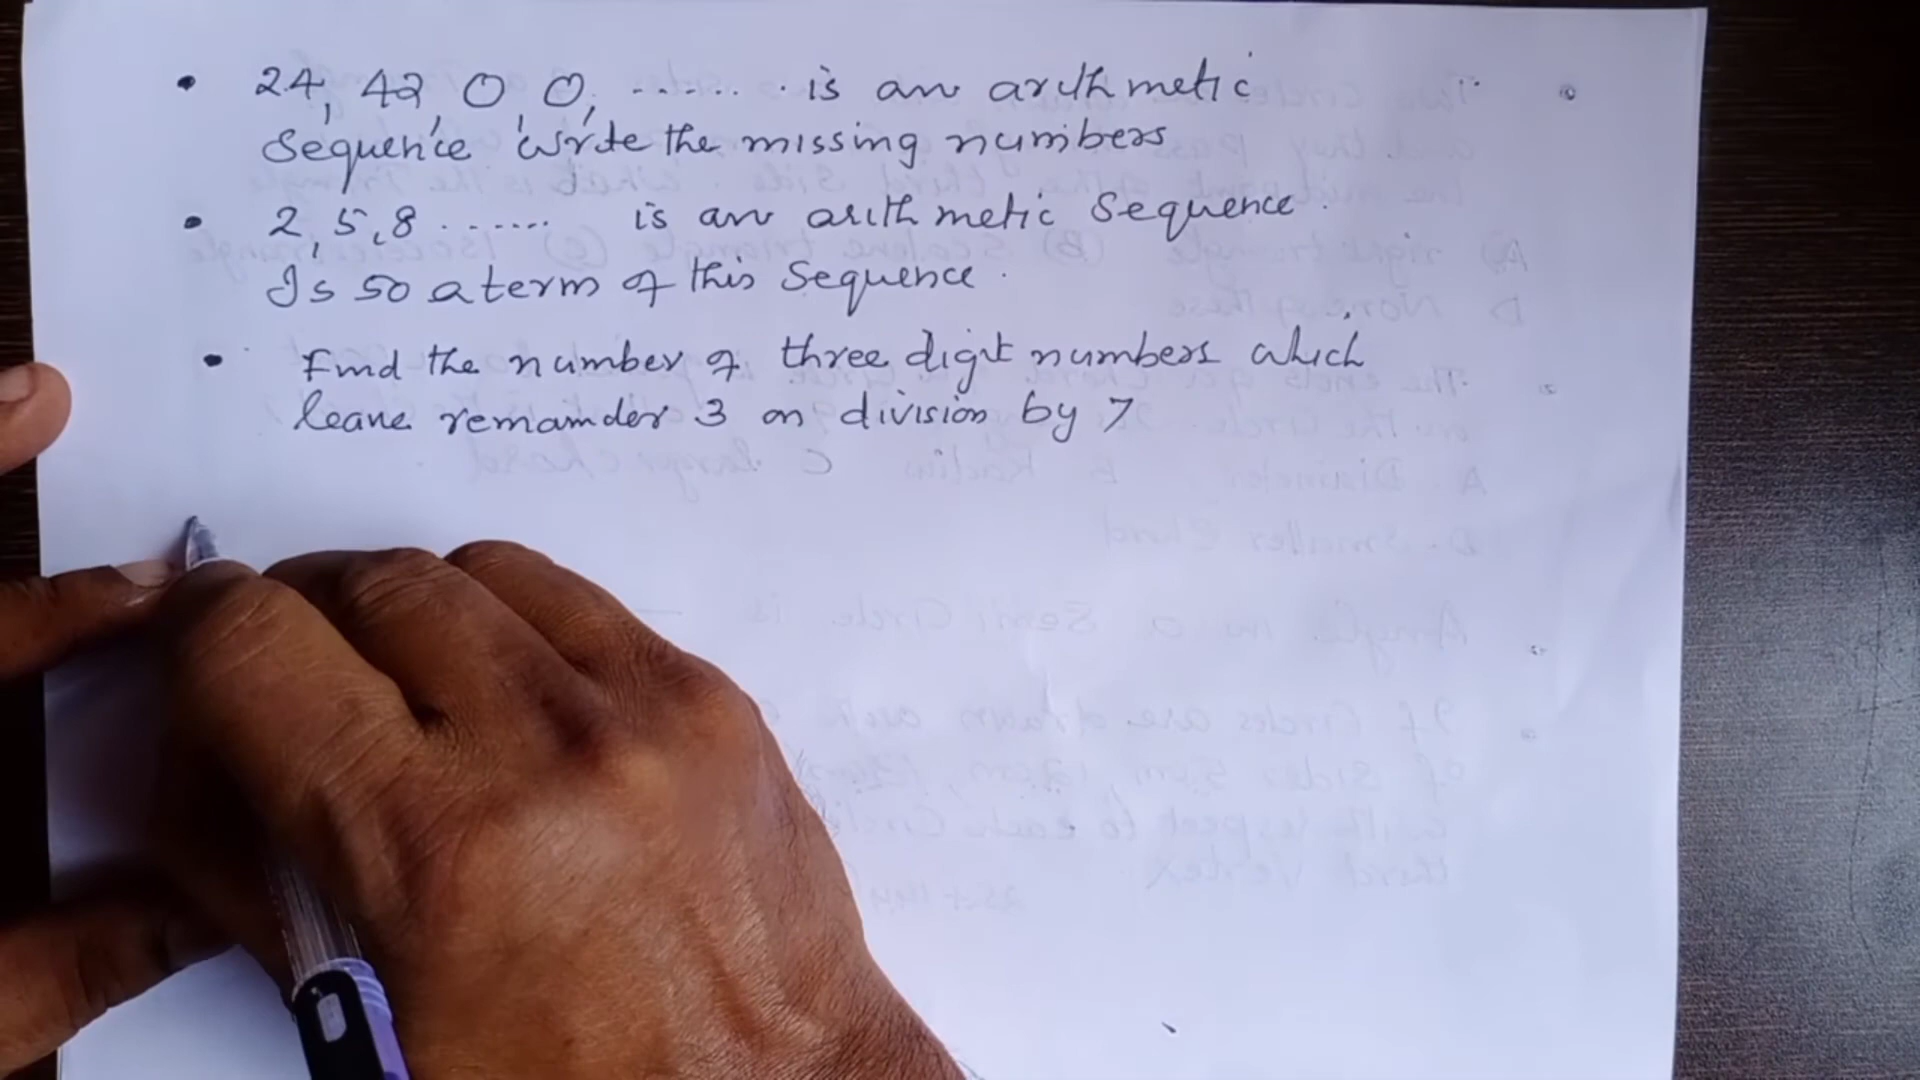 • 24, 42, O, O, ....... is an arithmetic
sequence write the missing numbers
• 2, 5, 8 ...... is an arithmetic sequence.
Is 50 a term of this sequence.
• Find the number of three digit numbers which
leave remainder 3 on division by 7